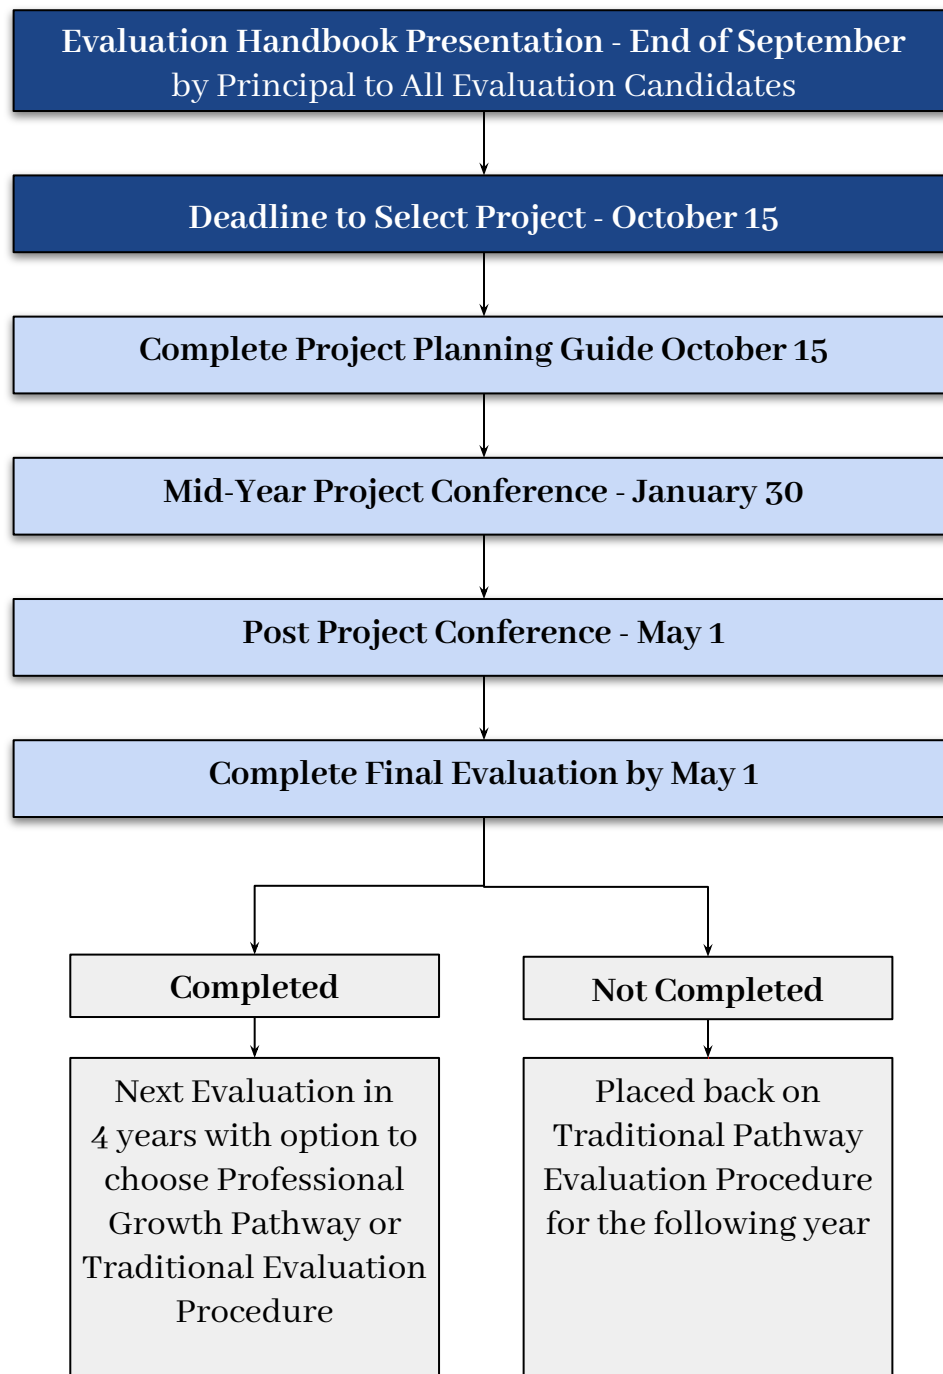 Evaluation Handbook Presentation - End of September
by Principal to All Evaluation Candidates
Deadline to Select Project - October 15
Complete Project Planning Guide October 15
Mid-Year Project Conference - January 30
Post Project Conference - May 1
Complete Final Evaluation by May 1
Completed
Next Evaluation in
4 years with option to
choose Professional
Growth Pathway or
Traditional Evaluation
Procedure
Not Completed
Placed back on
Traditional Pathway
Evaluation Procedure
for the following year